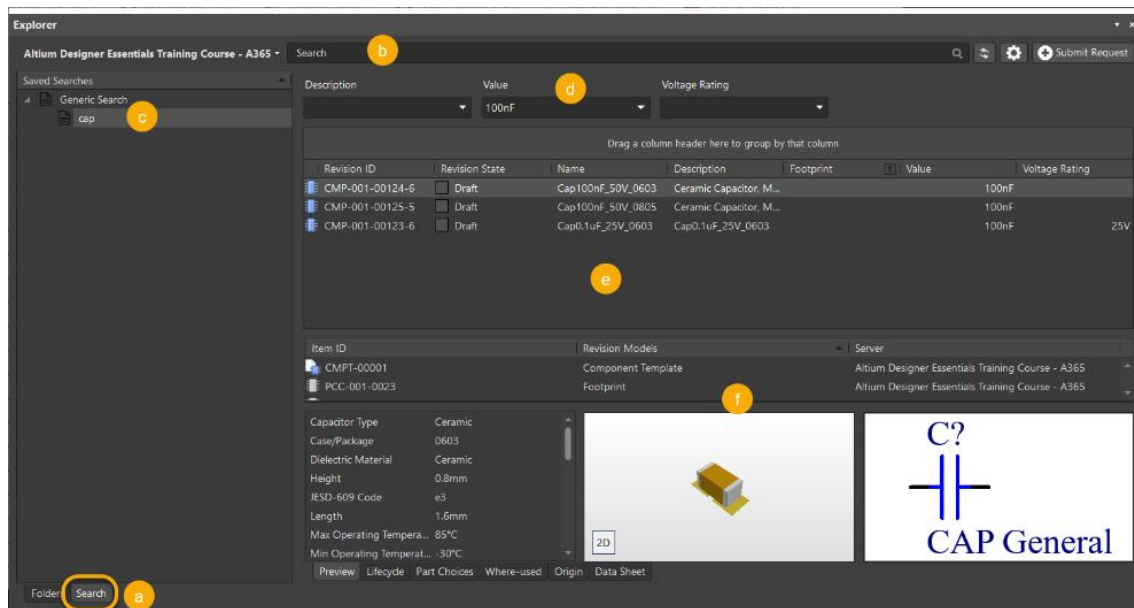 Explorer
Altium Designer Essentials Training Course - A365 Search b Submit Request
Saved Searches
Generic Search
cap c
Description Value d Voltage Rating
100nF
Drag a column header here to group by that column
Revision ID Revision State Name Description Footprint Value Voltage Rating
CMP-001-00124-6 Draft Cap100nF_50V_0603 Ceramic Capacitor, M... 100nF
CMP-001-00125-5 Draft Cap100nF_50V_0805 Ceramic Capacitor, M... 100nF
CMP-001-00123-6 Draft Cap0.1uF_25V_0603 Cap0.1uF_25V_0603 100nF 25V
e
Item ID Revision Models Server
CMPT-00001 Component Template Altium Designer Essentials Training Course - A365
PCC-001-0023 Footprint Altium Designer Essentials Training Course - A365
f
Capacitor Type Ceramic
Case/Package 0603
Dielectric Material Ceramic
Height 0.8mm
JESD-609 Code e3
Length 1.6mm
Max Operating Tempera... 85°C
Min Operating Temperat... -30°C
2D
C?
CAP General
Preview Lifecycle Part Choices Where-used Origin Data Sheet
Folders Search a